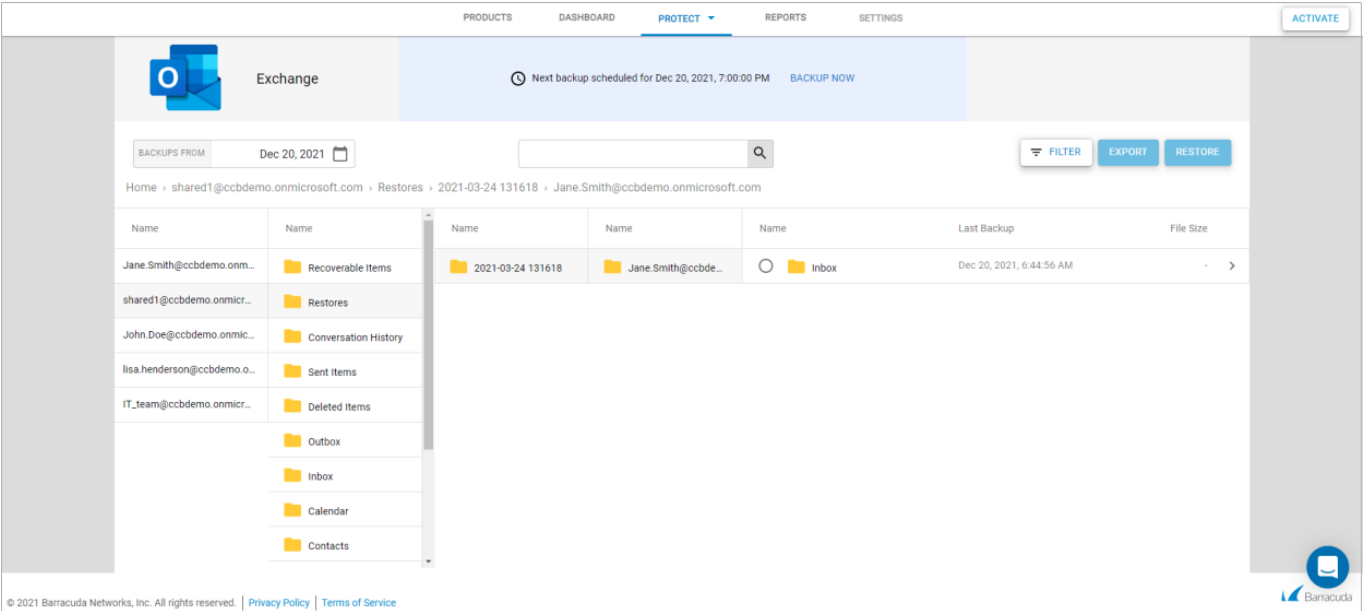 PRODUCTS DASHBOARD PROTECT REPORTS SETTINGS ACTIVATE
O Exchange Next backup scheduled for Dec 20, 2021, 7:00:00 PM BACKUP NOW
BACKUPS FROM Dec 20, 2021 FILTER EXPORT RESTORE
Home › shared1@ccbdemo.onmicrosoft.com › Restores › 2021-03-24 131618 › Jane.Smith@ccbdemo.onmicrosoft.com
Name Name Name Name Name Last Backup File Size
Jane.Smith@ccbdemo.onm... Recoverable Items 2021-03-24 131618 Jane.Smith@ccbde... Inbox Dec 20, 2021, 6:44:56 AM -
shared1@ccbdemo.onmicr... Restores
John.Doe@ccbdemo.onmic... Conversation History
lisa.henderson@ccbdemo.o... Sent Items
IT_team@ccbdemo.onmicr... Deleted Items
Outbox
Inbox
Calendar
Contacts
© 2021 Barracuda Networks, Inc. All rights reserved. | Privacy Policy | Terms of Service Barracuda